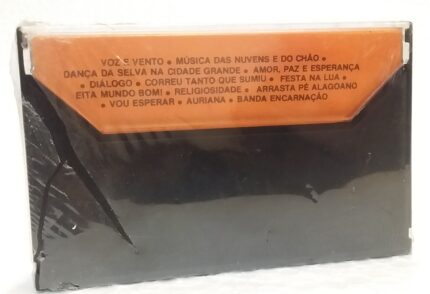 VOZ E VENTO • MÚSICA DAS NUVENS E DO CHÃO •
DANÇA DA SELVA NA CIDADE GRANDE • AMOR, PAZ E ESPERANÇA
• DIÁLOGO • CORREU TANTO QUE SUMIU • FESTA NA LUA •
EITA MUNDO BOM! • RELIGIOSIDADE • ARRASTA PÉ ALAGOANO
• VOU ESPERAR • AURIANA • BANDA ENCARNAÇÃO